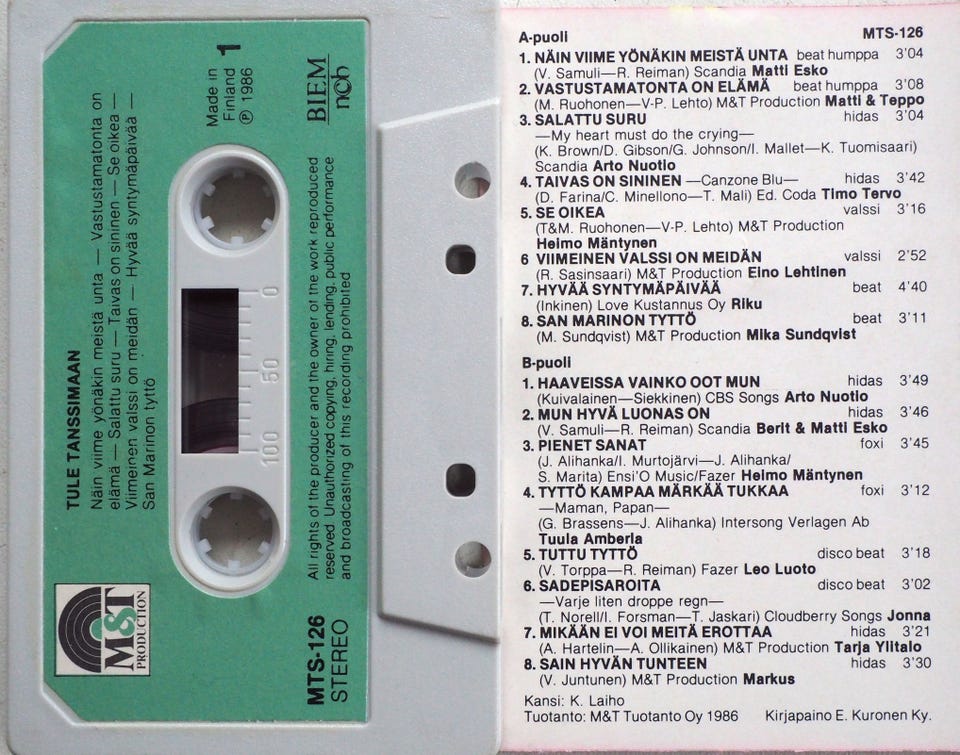 TULE TANSSIMAAN
Näin viime yönäkin meistä unta — Vastustamatonta on
elämä — Salattu suru — Taivas on sininen — Se oikea —
Viimeinen valssi on meidän — Hyvää syntymäpäivää —
San Marinon tyttö
Made in
Finland
℗ 1986
1
BIEM
ncb
0
50
100
All rights of the producer and the owner of the work reproduced
reserved. Unauthorized copying, hiring, lending, public performance
and broadcasting of this recording prohibited
M&T
PRODUCTION
MTS-126
STEREO
A-puoli MTS-126
1. NÄIN VIIME YÖNÄKIN MEISTÄ UNTA beat humppa 3'04
(V. Samuli—R. Reiman) Scandia Matti Esko
2. VASTUSTAMATONTA ON ELÄMÄ beat humppa 3'08
(M. Ruohonen—V-P. Lehto) M&T Production Matti & Teppo
3. SALATTU SURU hidas 3'04
—My heart must do the crying—
(K. Brown/D. Gibson/G. Johnson/I. Mallet—K. Tuomisaari)
Scandia Arto Nuotio
4. TAIVAS ON SININEN —Canzone Blu— hidas 3'42
(D. Farina/C. Minellono—T. Mali) Ed. Coda Timo Tervo
5. SE OIKEA valssi 3'16
(T&M. Ruohonen—V-P. Lehto) M&T Production
Heimo Mäntynen
6 VIIMEINEN VALSSI ON MEIDÄN valssi 2'52
(R. Sasinsaari) M&T Production Eino Lehtinen
7. HYVÄÄ SYNTYMÄPÄIVÄÄ beat 4'40
(Inkinen) Love Kustannus Oy Riku
8. SAN MARINON TYTTÖ beat 3'11
(M. Sundqvist) M&T Production Mika Sundqvist
B-puoli
1. HAAVEISSA VAINKO OOT MUN hidas 3'49
(Kuivalainen—Siekkinen) CBS Songs Arto Nuotio
2. MUN HYVÄ LUONAS ON hidas 3'46
(V. Samuli—R. Reiman) Scandia Berit & Matti Esko
3. PIENET SANAT foxi 3'45
(J. Alihanka/I. Murtojärvi—J. Alihanka/
S. Marita) Ensi'O Music/Fazer Heimo Mäntynen
4. TYTTÖ KAMPAA MÄRKÄÄ TUKKAA foxi 3'12
—Maman, Papan—
(G. Brassens—J. Alihanka) Intersong Verlagen Ab
Tuula Amberla
5. TUTTU TYTTÖ disco beat 3'18
(V. Torppa—R. Reiman) Fazer Leo Luoto
6. SADEPISAROITA disco beat 3'02
—Varje liten droppe regn—
(T. Norell/I. Forsman—T. Jaskari) Cloudberry Songs Jonna
7. MIKÄÄN EI VOI MEITÄ EROTTAA hidas 3'21
(A. Hartelin—A. Ollikainen) M&T Production Tarja Ylitalo
8. SAIN HYVÄN TUNTEEN hidas 3'30
(V. Juntunen) M&T Production Markus
Kansi: K. Laiho
Tuotanto: M&T Tuotanto Oy 1986 Kirjapaino E. Kuronen Ky.